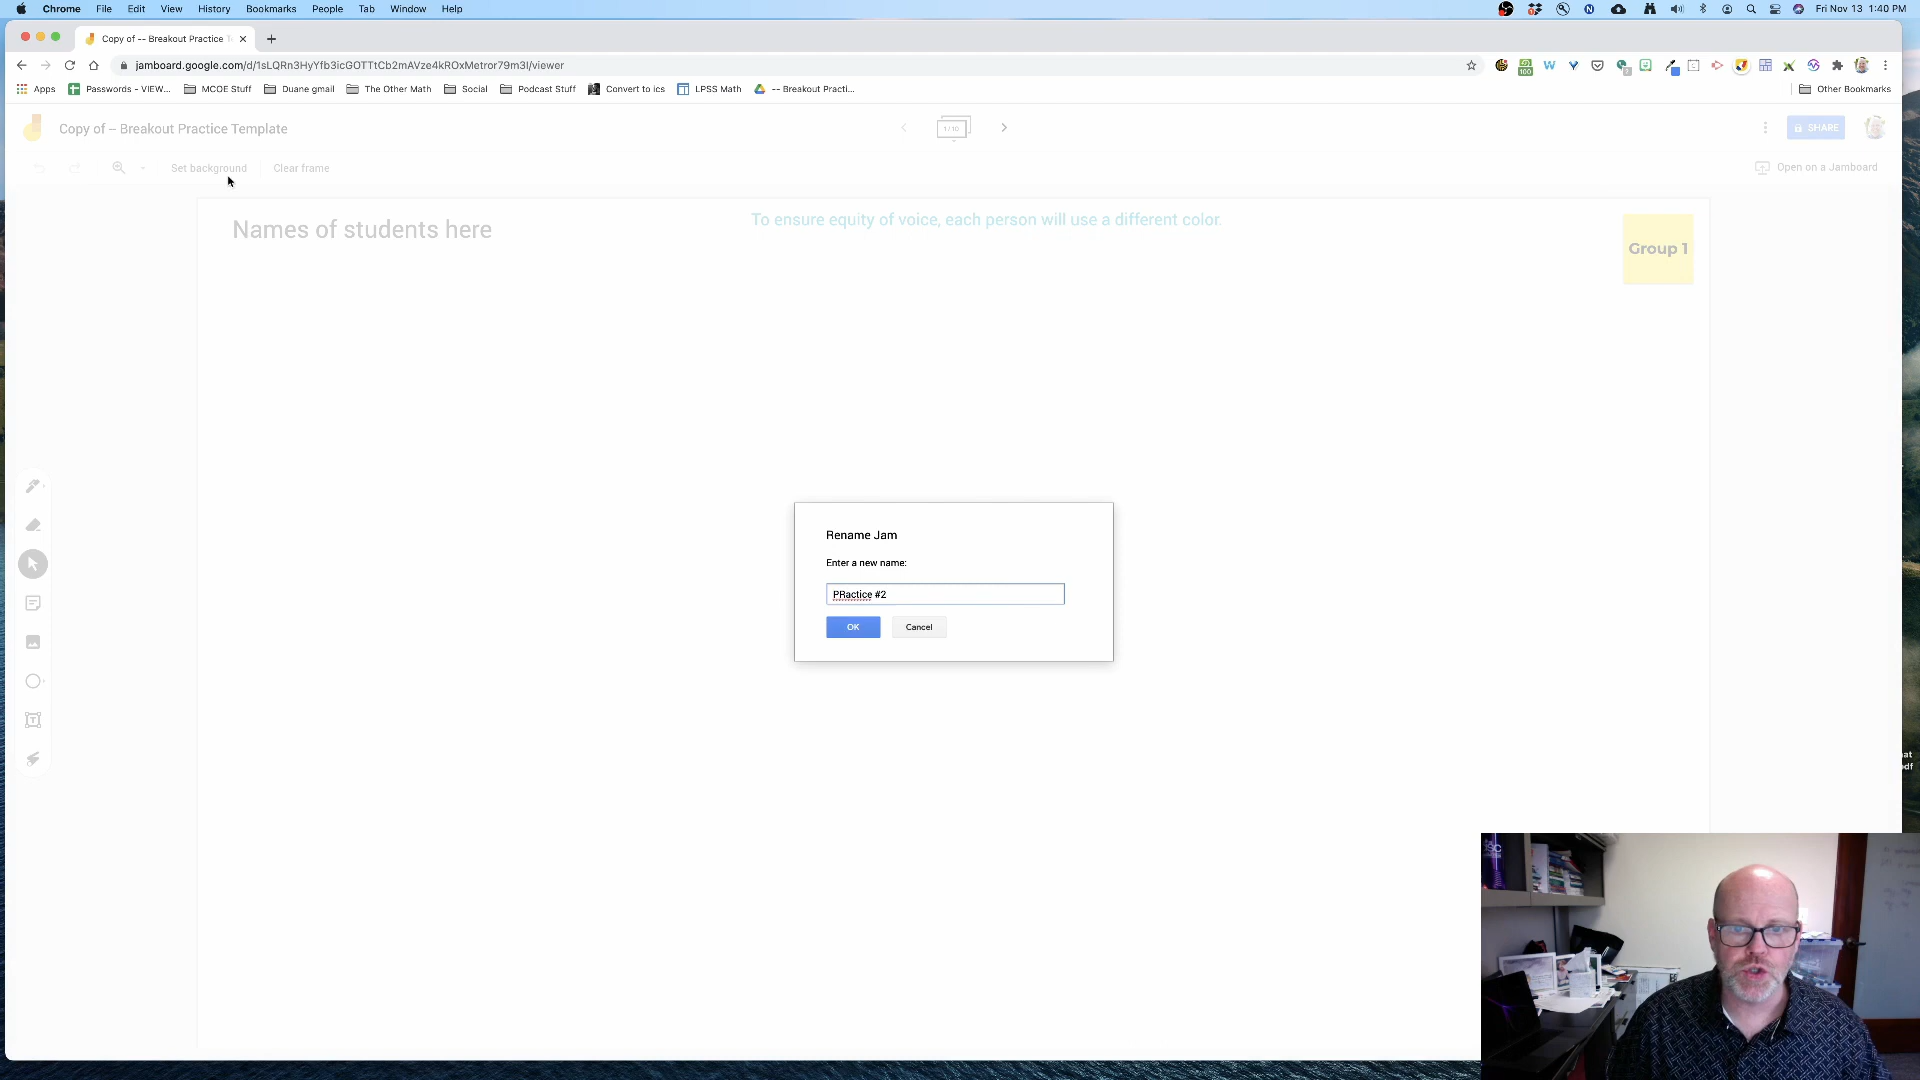 Chrome File Edit View History Bookmarks People Tab Window Help
Fri Nov 13 1:40 PM
Copy of -- Breakout Practice T
jamboard.google.com/d/1sLQRn3HyYfb3icGOTTtCb2mAVze4kROxMetror79m3I/viewer
100
Apps Passwords - VIEW... MCOE Stuff Duane gmail The Other Math Social Podcast Stuff Convert to ics LPSS Math -- Breakout Practi... Other Bookmarks
Copy of -- Breakout Practice Template
1/10
SHARE
Set background Clear frame
Open on a Jamboard
Names of students here
To ensure equity of voice, each person will use a different color.
Group 1
Rename Jam
Enter a new name:
PRactice #2
OK Cancel